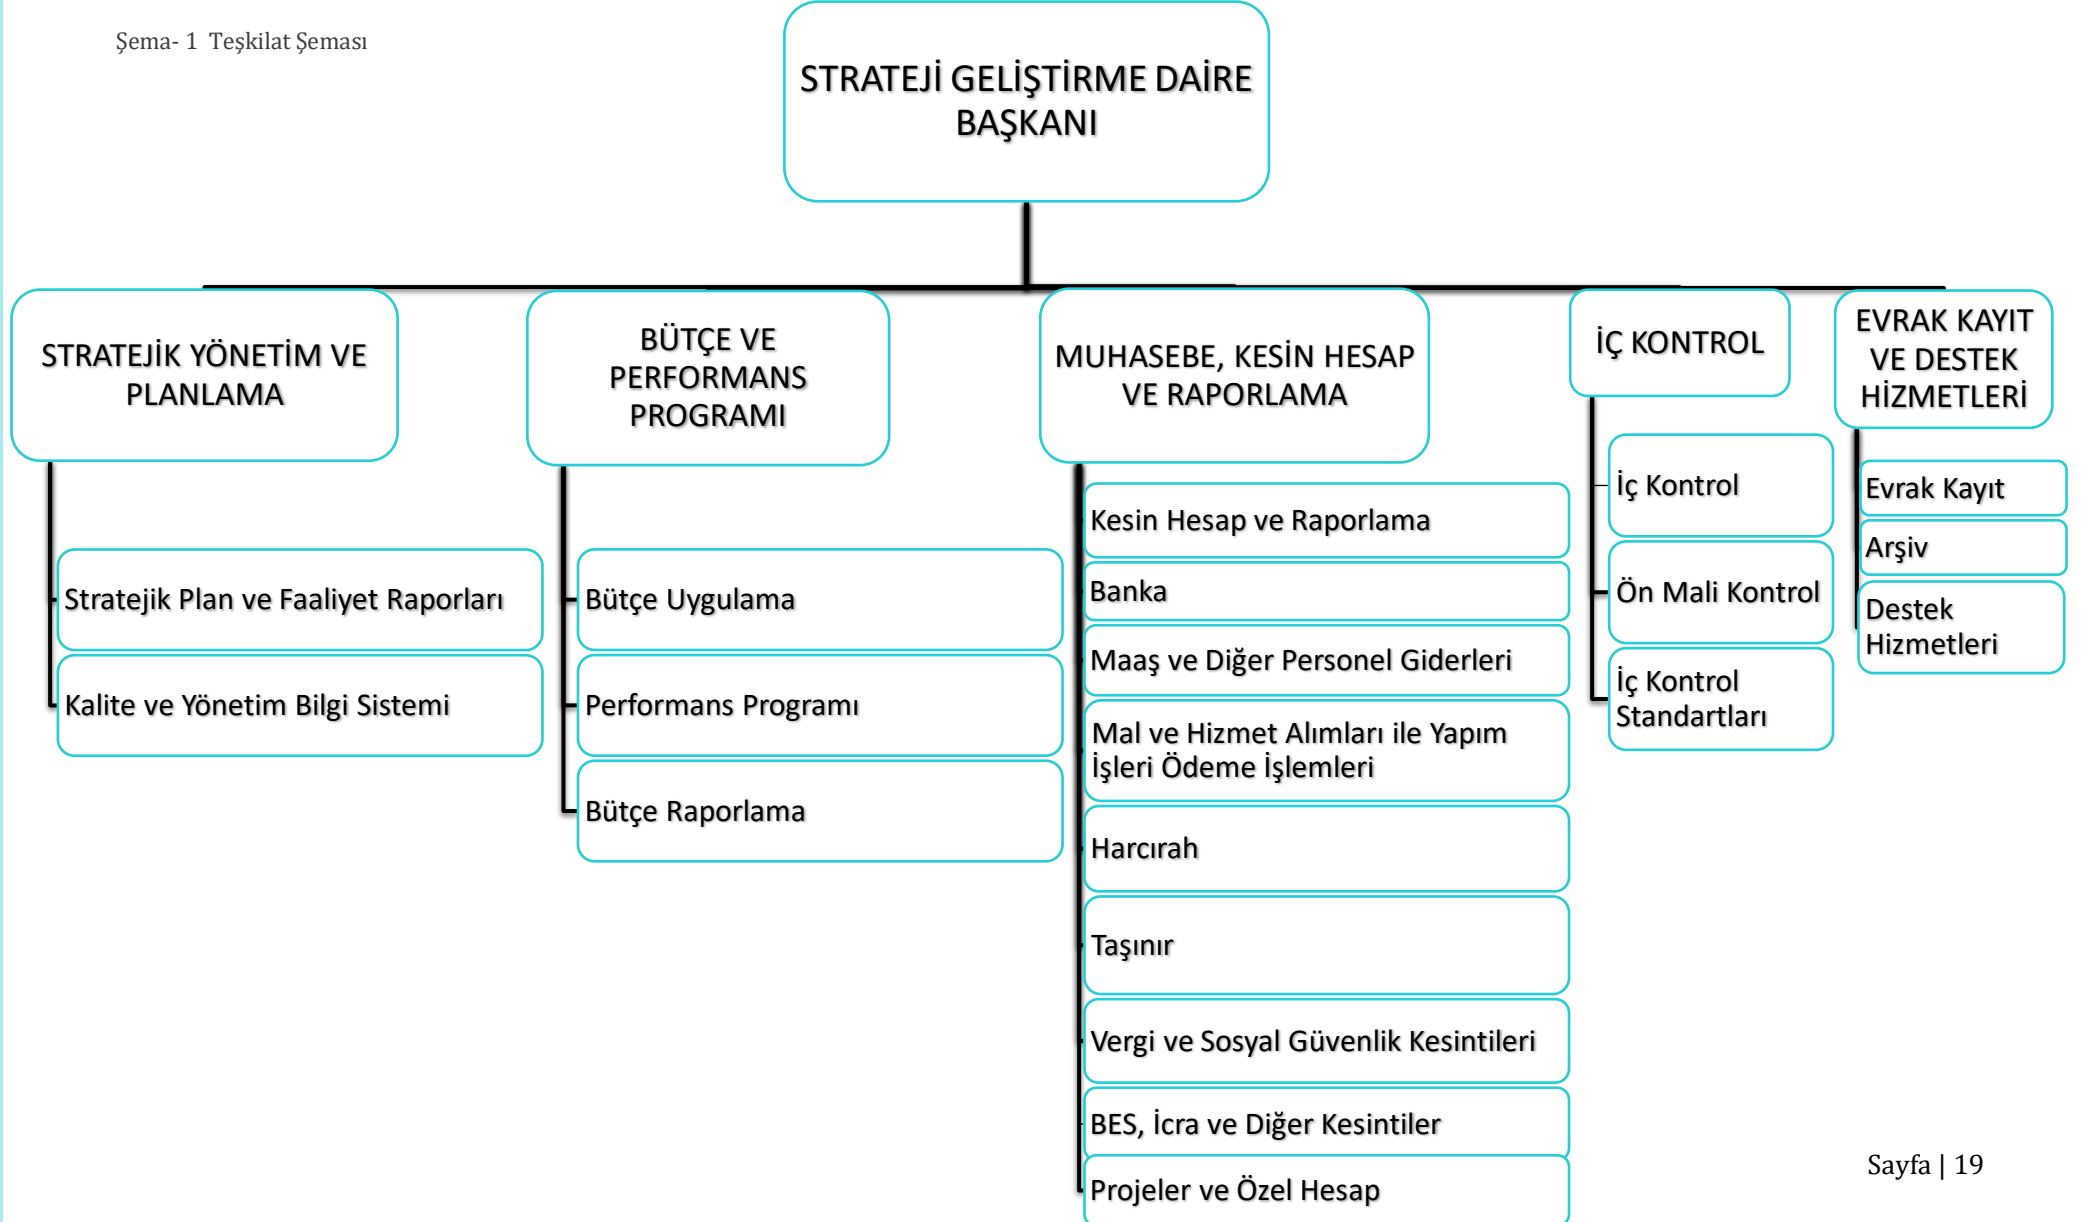 Şema- 1 Teşkilat Şeması
STRATEJİ GELİŞTİRME DAİRE
BAŞKANI
STRATEJİK YÖNETİM VE
PLANLAMA
Stratejik Plan ve Faaliyet Raporları
Kalite ve Yönetim Bilgi Sistemi
BÜTÇE VE
PERFORMANS
PROGRAMI
Bütçe Uygulama
Performans Programı
Bütçe Raporlama
MUHASEBE, KESİN HESAP
VE RAPORLAMA
Kesin Hesap ve Raporlama
Banka
Maaş ve Diğer Personel Giderleri
Mal ve Hizmet Alımları ile Yapım
İşleri Ödeme İşlemleri
Harcırah
Taşınır
Vergi ve Sosyal Güvenlik Kesintileri
BES, İcra ve Diğer Kesintiler
Projeler ve Özel Hesap
İÇ KONTROL
İç Kontrol
Ön Mali Kontrol
İç Kontrol
Standartları
EVRAK KAYIT
VE DESTEK
HİZMETLERİ
Evrak Kayıt
Arşiv
Destek
Hizmetleri
Sayfa | 19